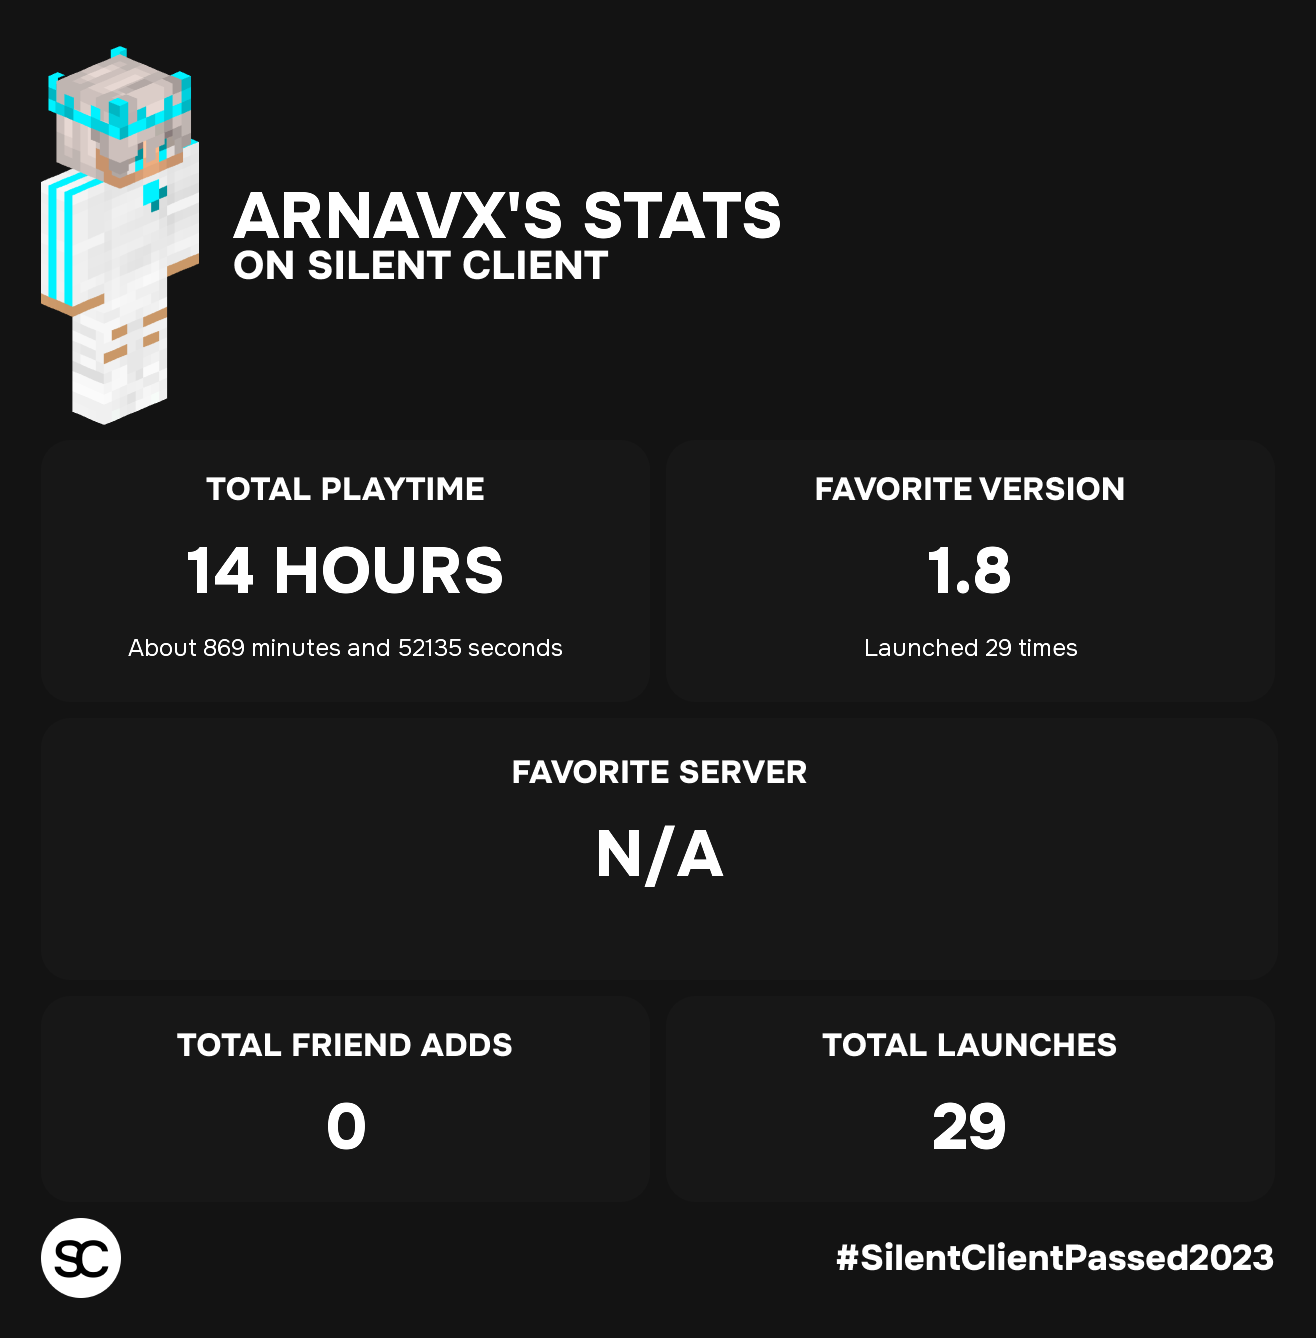 ARNAVX'S STATS
ON SILENT CLIENT
TOTAL PLAYTIME
14 HOURS
About 869 minutes and 52135 seconds
FAVORITE VERSION
1.8
Launched 29 times
FAVORITE SERVER
N/A
TOTAL FRIEND ADDS
0
TOTAL LAUNCHES
29
SC
#SilentClientPassed2023